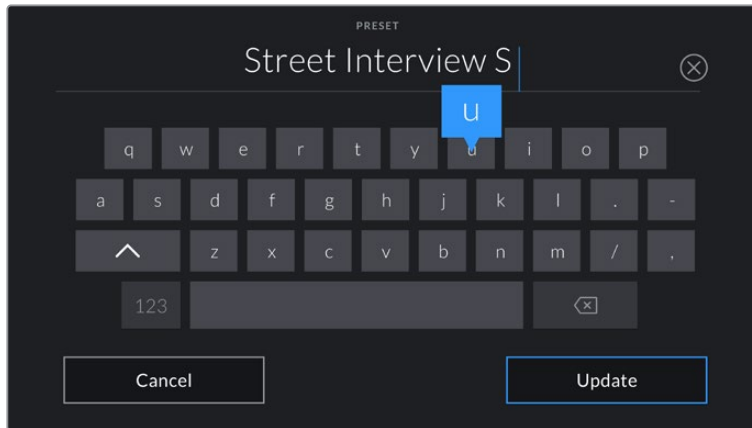 PRESET
Street Interview S
u
q w e r t y u i o p
a s d f g h j k l . -
z x c v b n m / ,
123
Cancel Update